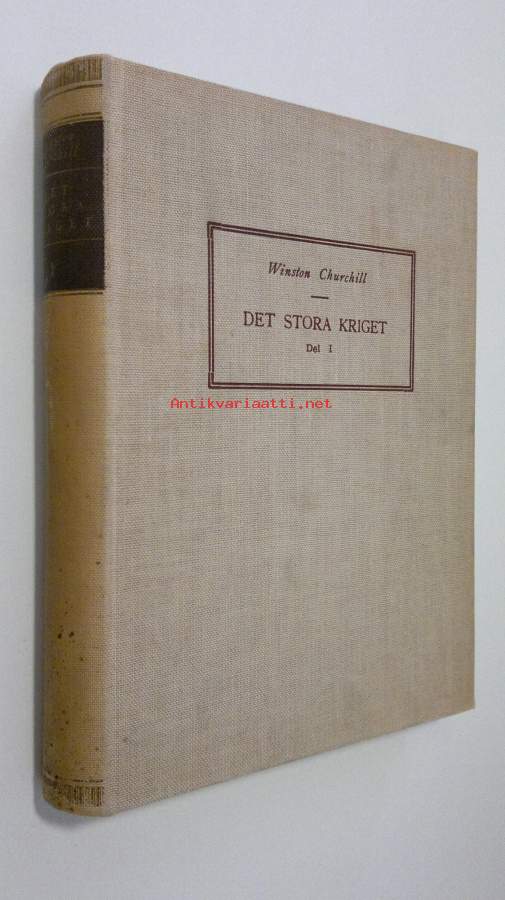 Winston Churchill
DET STORA KRIGET
Del I
Antikvariaatti.net